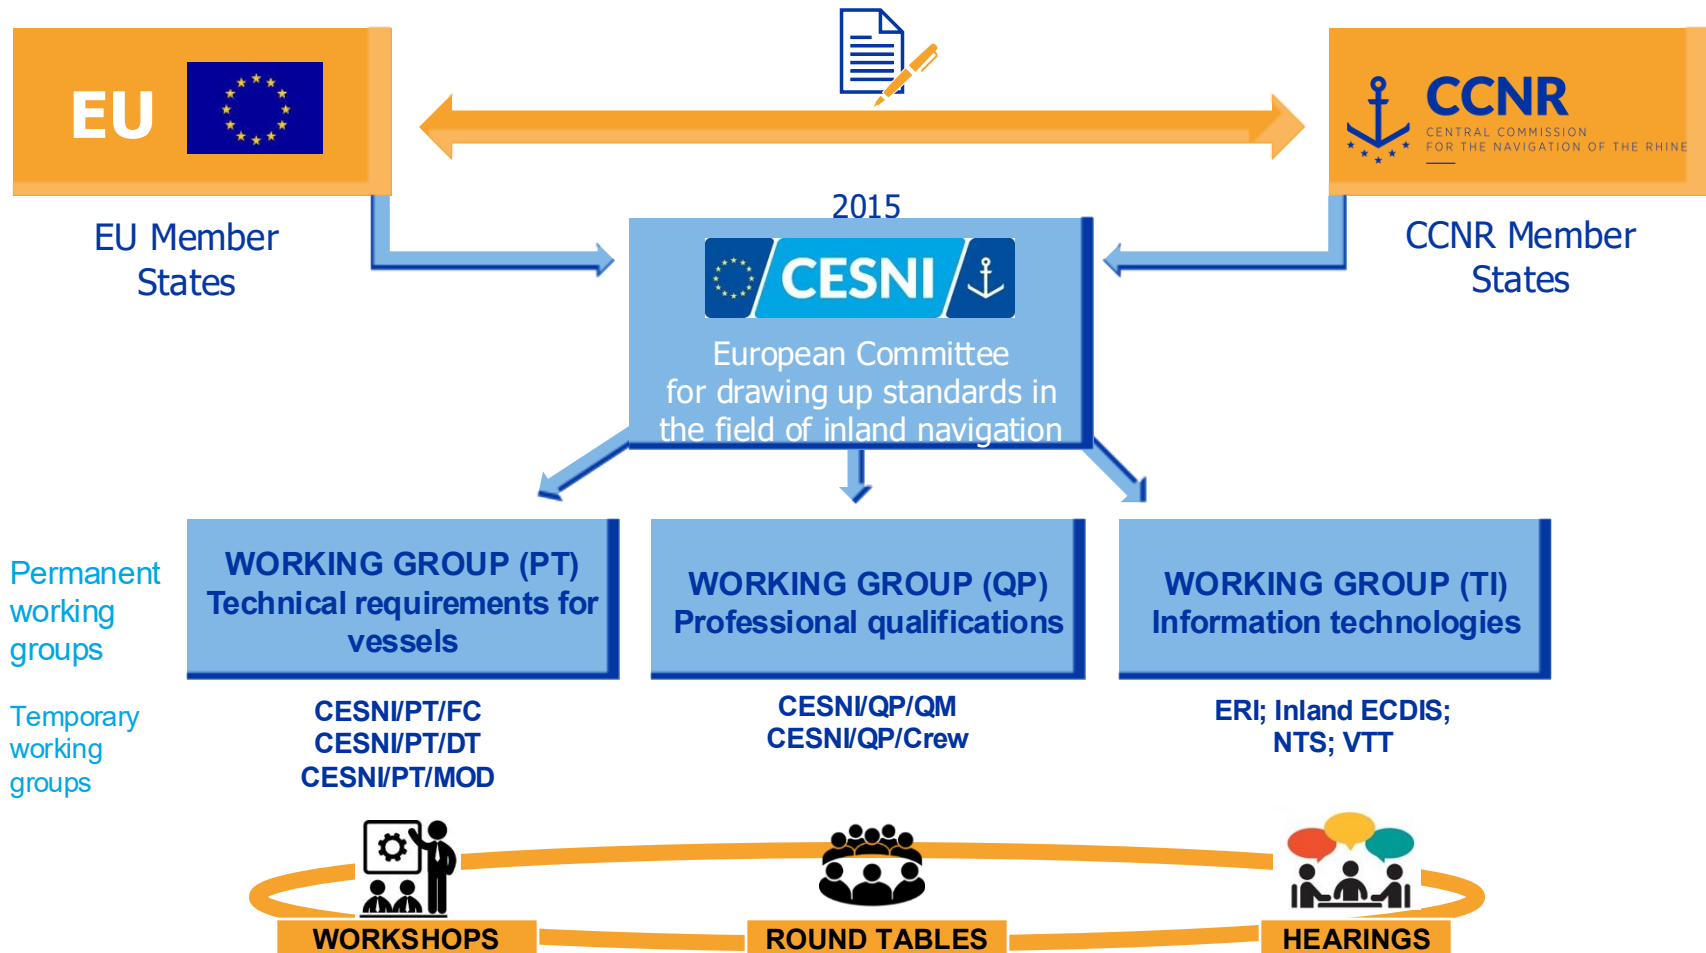 EU
CCNR
CENTRAL COMMISSION
FOR THE NAVIGATION OF THE RHINE
EU Member
States
2015
CCNR Member
States
CESNI
European Committee
for drawing up standards in
the field of inland navigation
Permanent
working
groups
WORKING GROUP (PT)
Technical requirements for
vessels
WORKING GROUP (QP)
Professional qualifications
WORKING GROUP (TI)
Information technologies
Temporary
working
groups
CESNI/PT/FC
CESNI/PT/DT
CESNI/PT/MOD
CESNI/QP/QM
CESNI/QP/Crew
ERI; Inland ECDIS;
NTS; VTT
WORKSHOPS
ROUND TABLES
HEARINGS